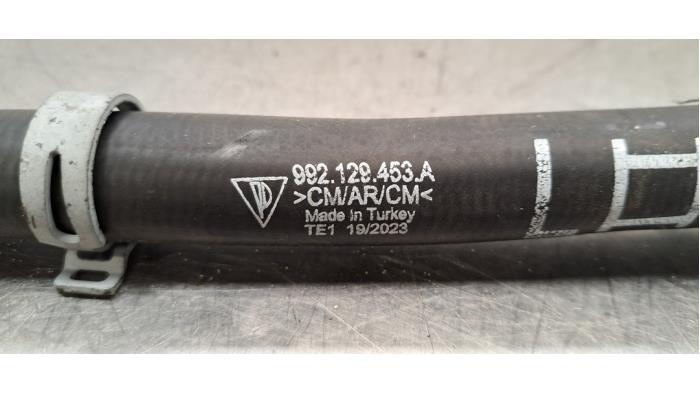 992.129.453.A
>CM/AR/CM<
Made in Turkey
TE1 19/2023